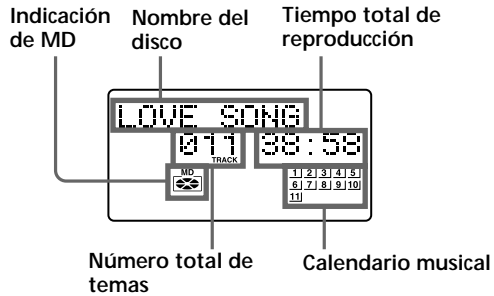 Indicación
de MD
Nombre del
disco
Tiempo total de
reproducción
LOVE SONG
011
TRACK
38:58
MD
1 2 3 4 5
6 7 8 9 10
11
Número total de
temas
Calendario musical